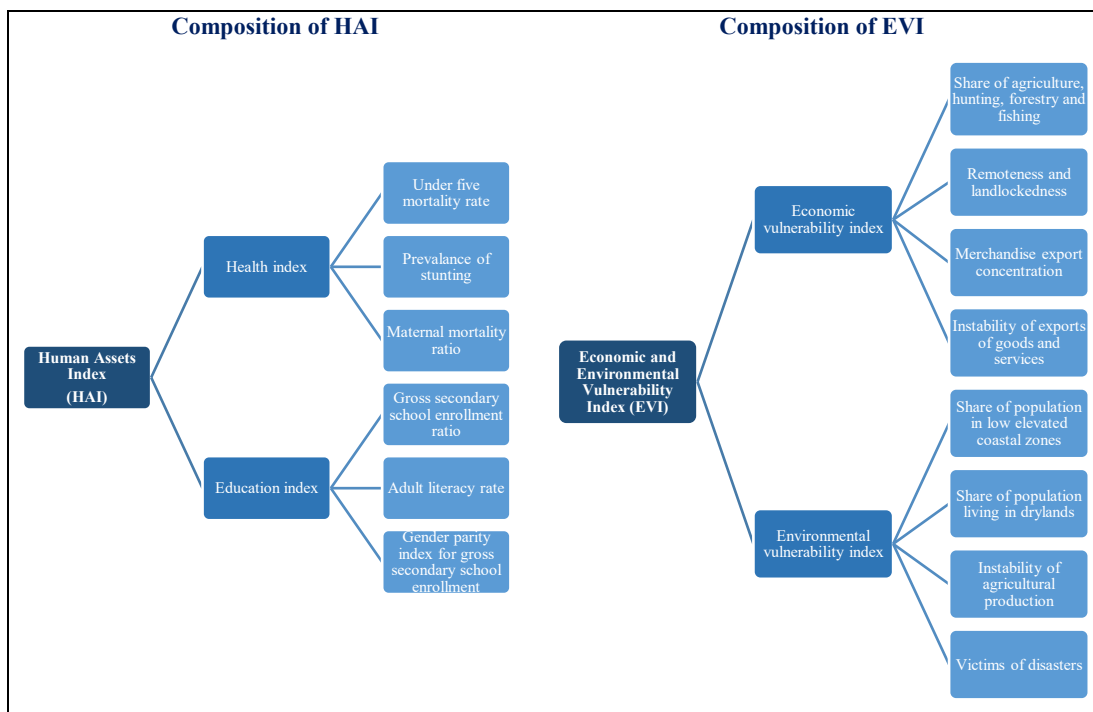 Composition of HAI
Human Assets
Index
(HAI)
Health index
Under five
mortality rate
Prevalance of
stunting
Maternal mortality
ratio
Education index
Gross secondary
school enrollment
ratio
Adult literacy rate
Gender parity
index for gross
secondary school
enrollment
Composition of EVI
Economic and
Environmental
Vulnerability
Index (EVI)
Economic
vulnerability index
Share of agriculture,
hunting, forestry and
fishing
Remoteness and
landlockedness
Merchandise export
concentration
Instability of exports
of goods and
services
Environmental
vulnerability index
Share of population
in low elevated
coastal zones
Share of population
living in drylands
Instability of
agricultural
production
Victims of disasters